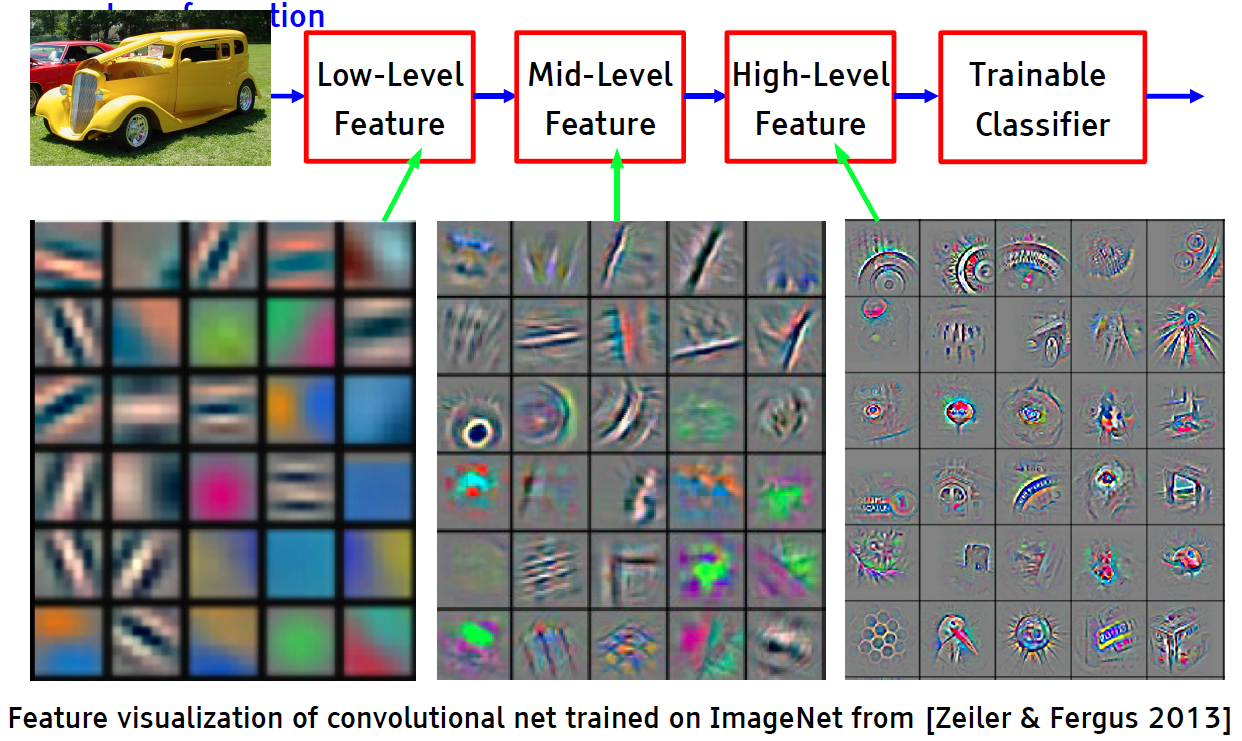 tion
Low-Level
Feature
Mid-Level
Feature
High-Level
Feature
Trainable
Classifier
Feature visualization of convolutional net trained on ImageNet from [Zeiler & Fergus 2013]